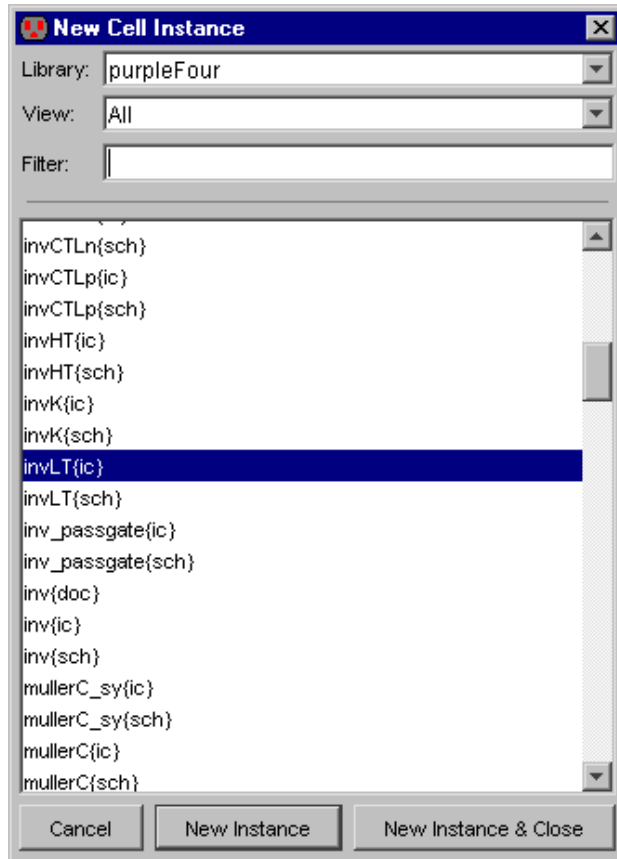 New Cell Instance
Library: purpleFour
View: All
Filter:
invCTLn{sch}
invCTLp{ic}
invCTLp{sch}
invHT{ic}
invHT{sch}
invK{ic}
invK{sch}
invLT{ic}
invLT{sch}
inv_passgate{ic}
inv_passgate{sch}
inv{doc}
inv{ic}
inv{sch}
mullerC_sy{ic}
mullerC_sy{sch}
mullerC{ic}
mullerC{sch}
Cancel New Instance New Instance & Close